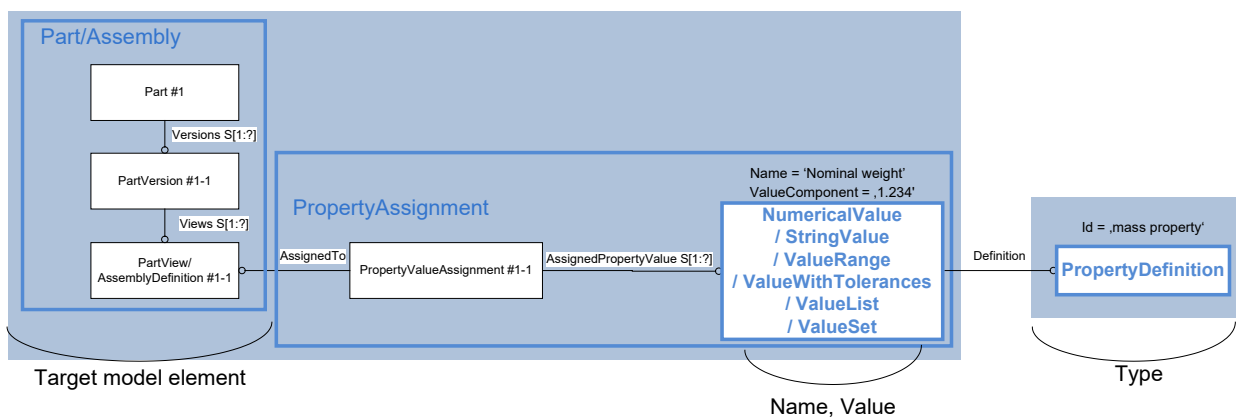 Part/Assembly
Part #1
Versions S[1:?]
PartVersion #1-1
Views S[1:?]
PartView/
AssemblyDefinition #1-1
AssignedTo
PropertyAssignment
PropertyValueAssignment #1-1
AssignedPropertyValue S[1:?]
Name = ‘Nominal weight’
ValueComponent = ‚1.234'
NumericalValue
/ StringValue
/ ValueRange
/ ValueWithTolerances
/ ValueList
/ ValueSet
Definition
Id = ‚mass property‘
PropertyDefinition
Target model element
Name, Value
Type